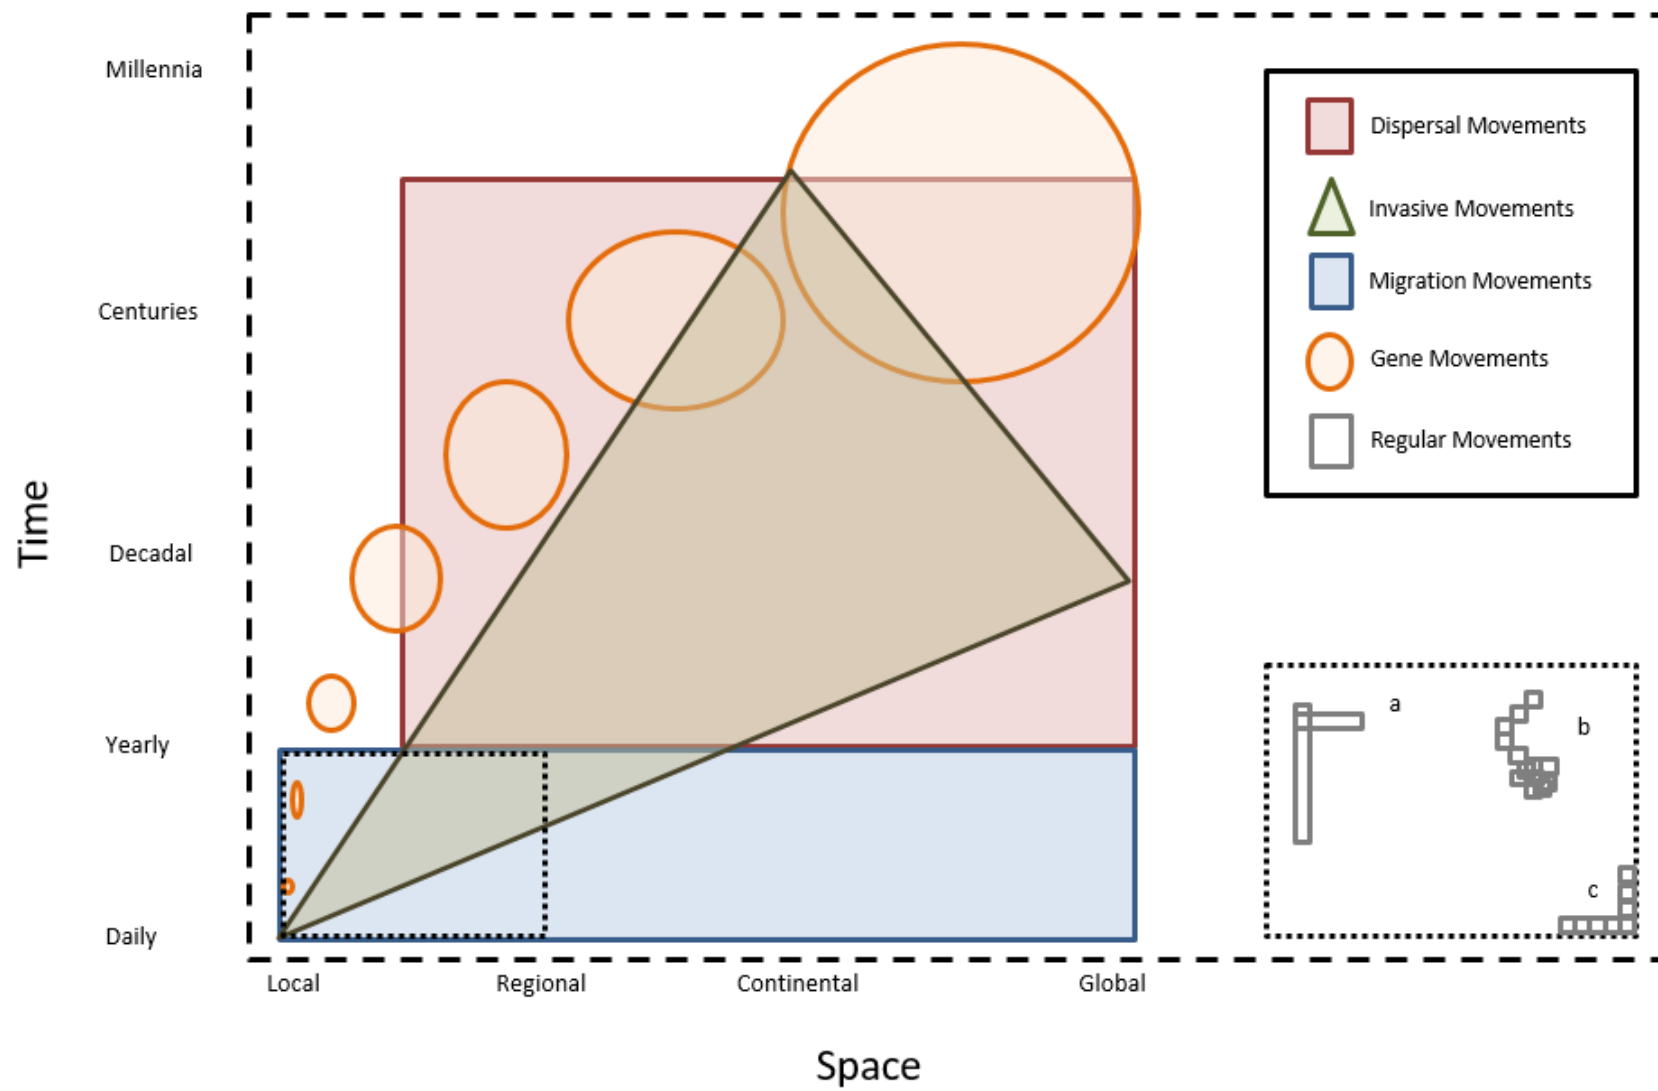 Millennia
Centuries
Decadal
Yearly
Daily
Time
Local
Regional
Continental
Global
Space
Dispersal Movements
Invasive Movements
Migration Movements
Gene Movements
Regular Movements
a
b
c